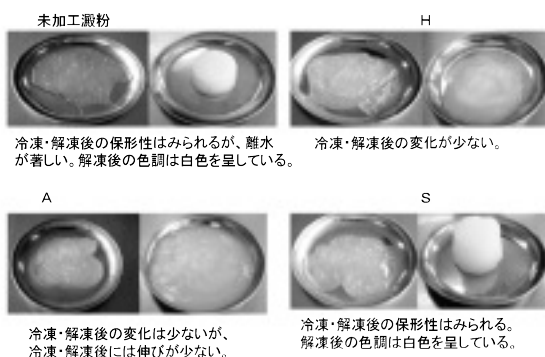 未加工澱粉
冷凍・解凍後の保形性はみられるが、離水
が著しい。解凍後の色調は白色を呈している。
H
冷凍・解凍後の変化が少ない。
A
冷凍・解凍後の変化は少ないが、
冷凍・解凍後には伸びが少ない。
S
冷凍・解凍後の保形性はみられる。
解凍後の色調は白色を呈している。